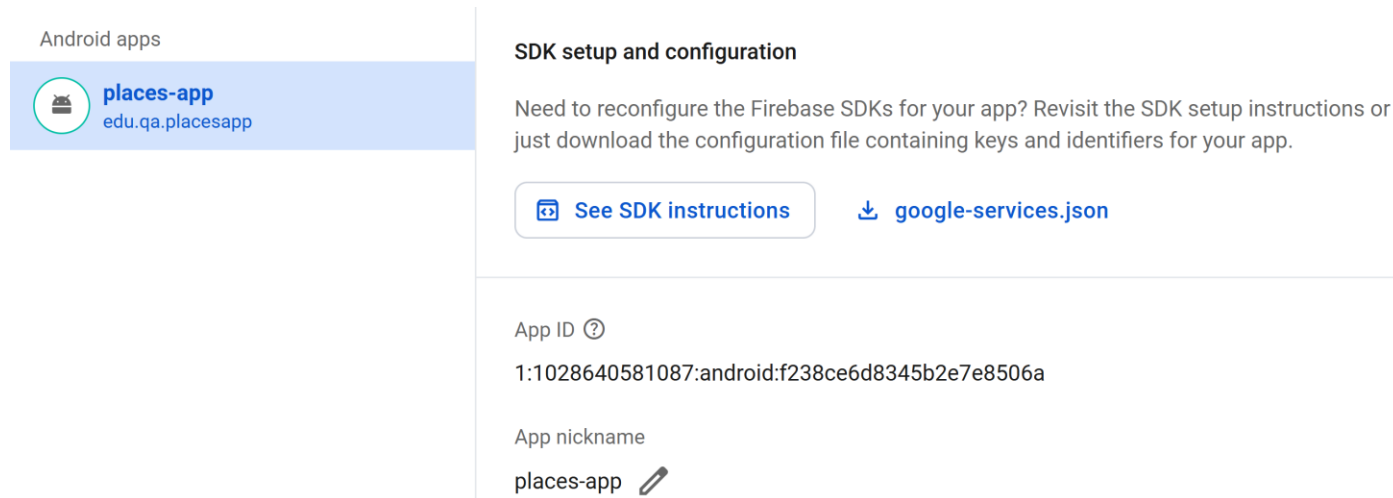 Android apps
places-app
edu.qa.placesapp
SDK setup and configuration
Need to reconfigure the Firebase SDKs for your app? Revisit the SDK setup instructions or
just download the configuration file containing keys and identifiers for your app.
See SDK instructions
google-services.json
App ID
1:1028640581087:android:f238ce6d8345b2e7e8506a
App nickname
places-app